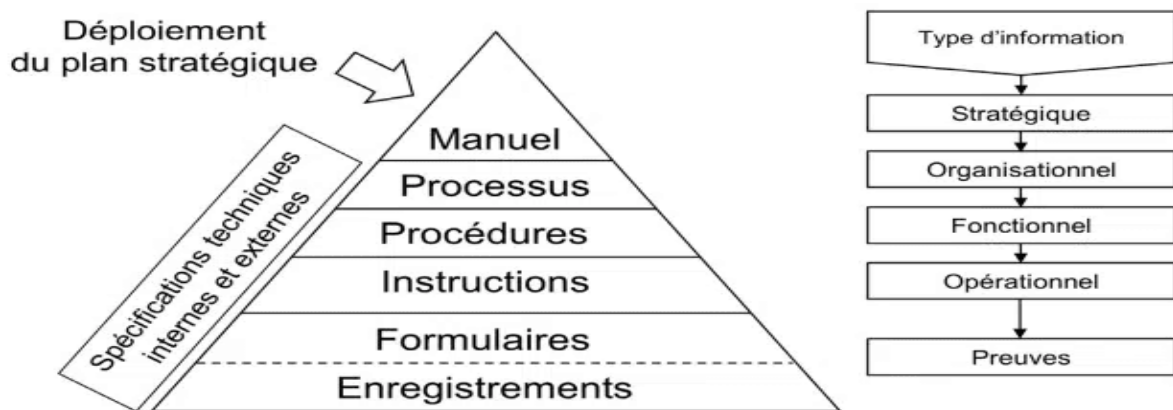 Déploiement
du plan stratégique
Spécifications techniques
internes et externes
Manuel
Processus
Procédures
Instructions
Formulaires
Enregistrements
Type d'information
Stratégique
Organisationnel
Fonctionnel
Opérationnel
Preuves